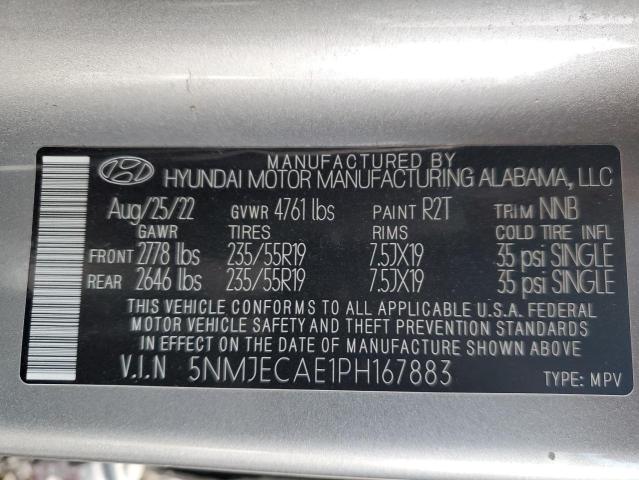 MANUFACTURED BY
HYUNDAI MOTOR MANUFACTURING ALABAMA, LLC
Aug/25/22 GVWR 4761 lbs PAINT R2T TRIM NNB
GAWR TIRES RIMS COLD TIRE INFL
FRONT 2778 lbs 235/55R19 7.5JX19 35 psi SINGLE
REAR 2646 lbs 235/55R19 7.5JX19 35 psi SINGLE
THIS VEHICLE CONFORMS TO ALL APPLICABLE U.S.A. FEDERAL
MOTOR VEHICLE SAFETY AND THEFT PREVENTION STANDARDS
IN EFFECT ON THE DATE OF MANUFACTURE SHOWN ABOVE.
V.I.N 5NMJECAE1PH167883 TYPE: MPV